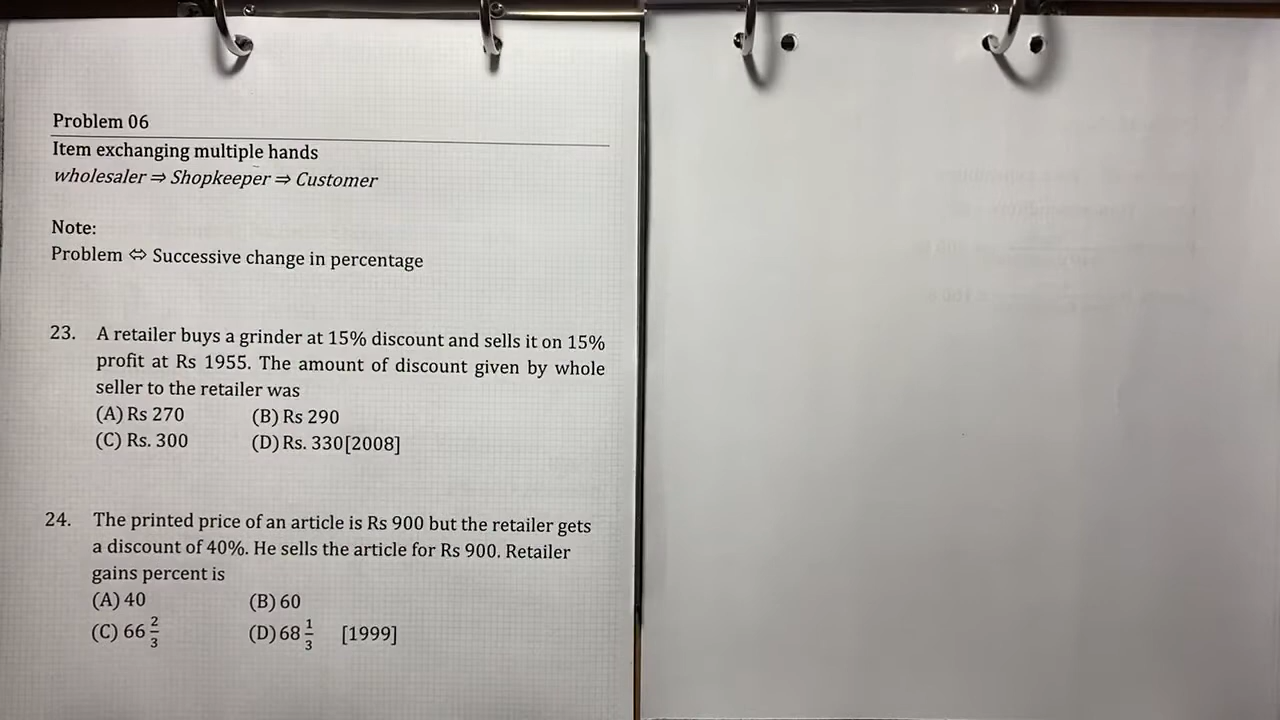 Problem 06
Item exchanging multiple hands
wholesaler ⇒ Shopkeeper ⇒ Customer
Note:
Problem ⇔ Successive change in percentage
23. A retailer buys a grinder at 15% discount and sells it on 15%
profit at Rs 1955. The amount of discount given by whole
seller to the retailer was
(A) Rs 270 (B) Rs 290
(C) Rs. 300 (D) Rs. 330[2008]
24. The printed price of an article is Rs 900 but the retailer gets
a discount of 40%. He sells the article for Rs 900. Retailer
gains percent is
(A) 40 (B) 60
(C) 66 2/3 (D) 68 1/3 [1999]